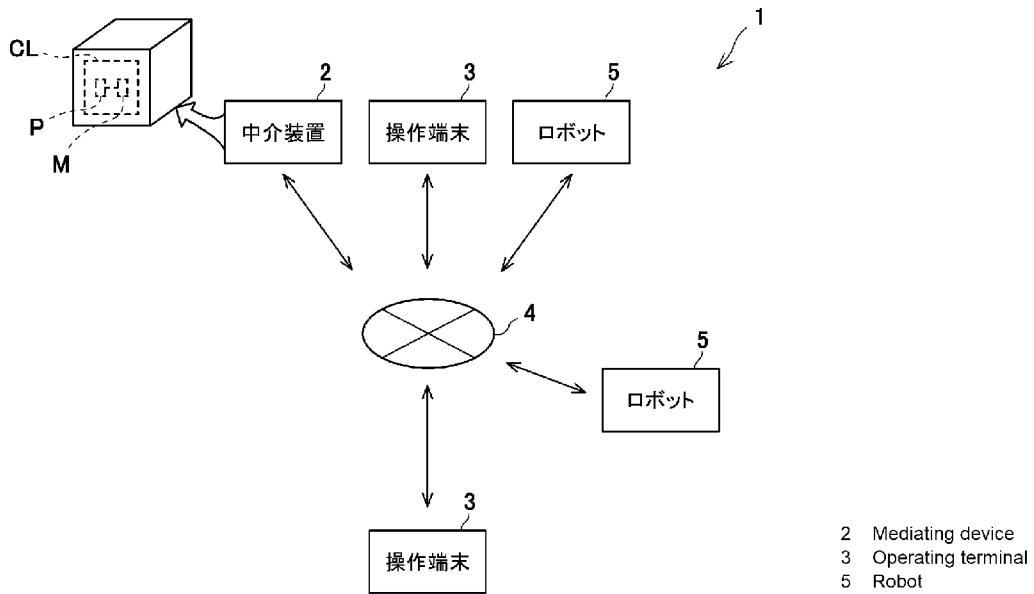 1
CL
P
M
2
中介装置
3
操作端末
5
ロボット
4
5
ロボット
3
操作端末
2 Mediating device
3 Operating terminal
5 Robot